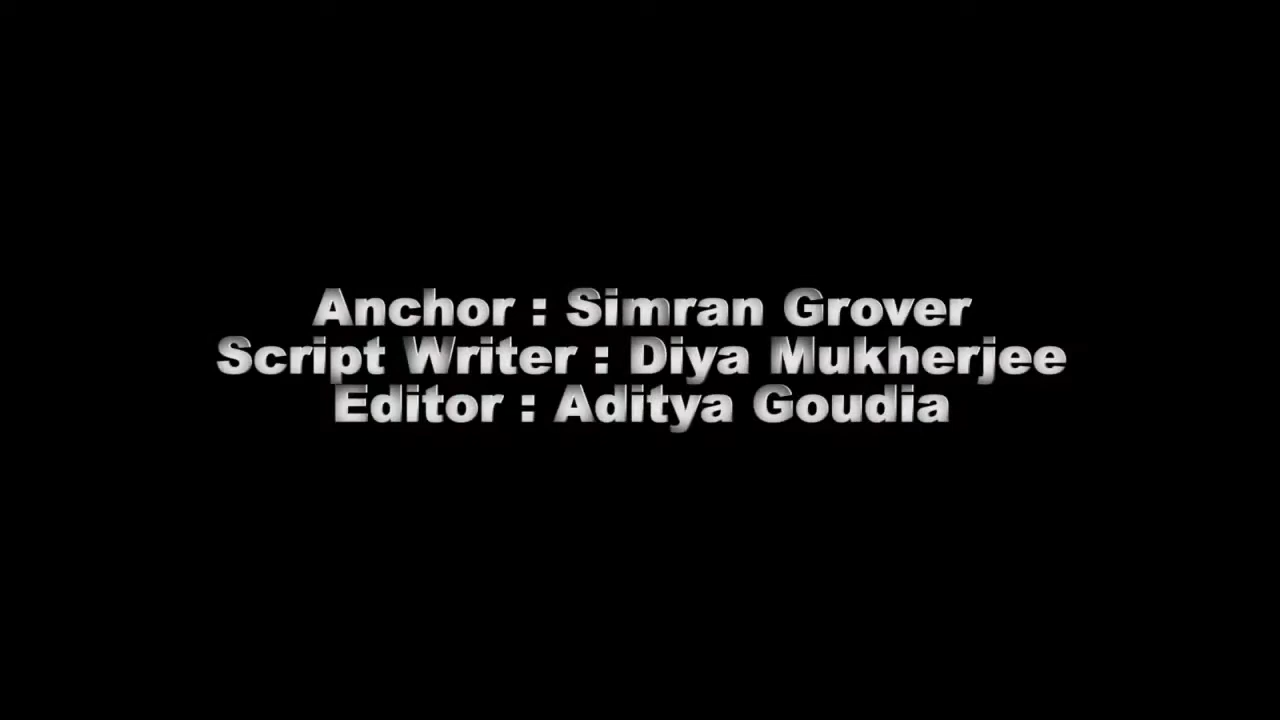 Anchor : Simran Grover
Script Writer : Diya Mukherjee
Editor : Aditya Goudia